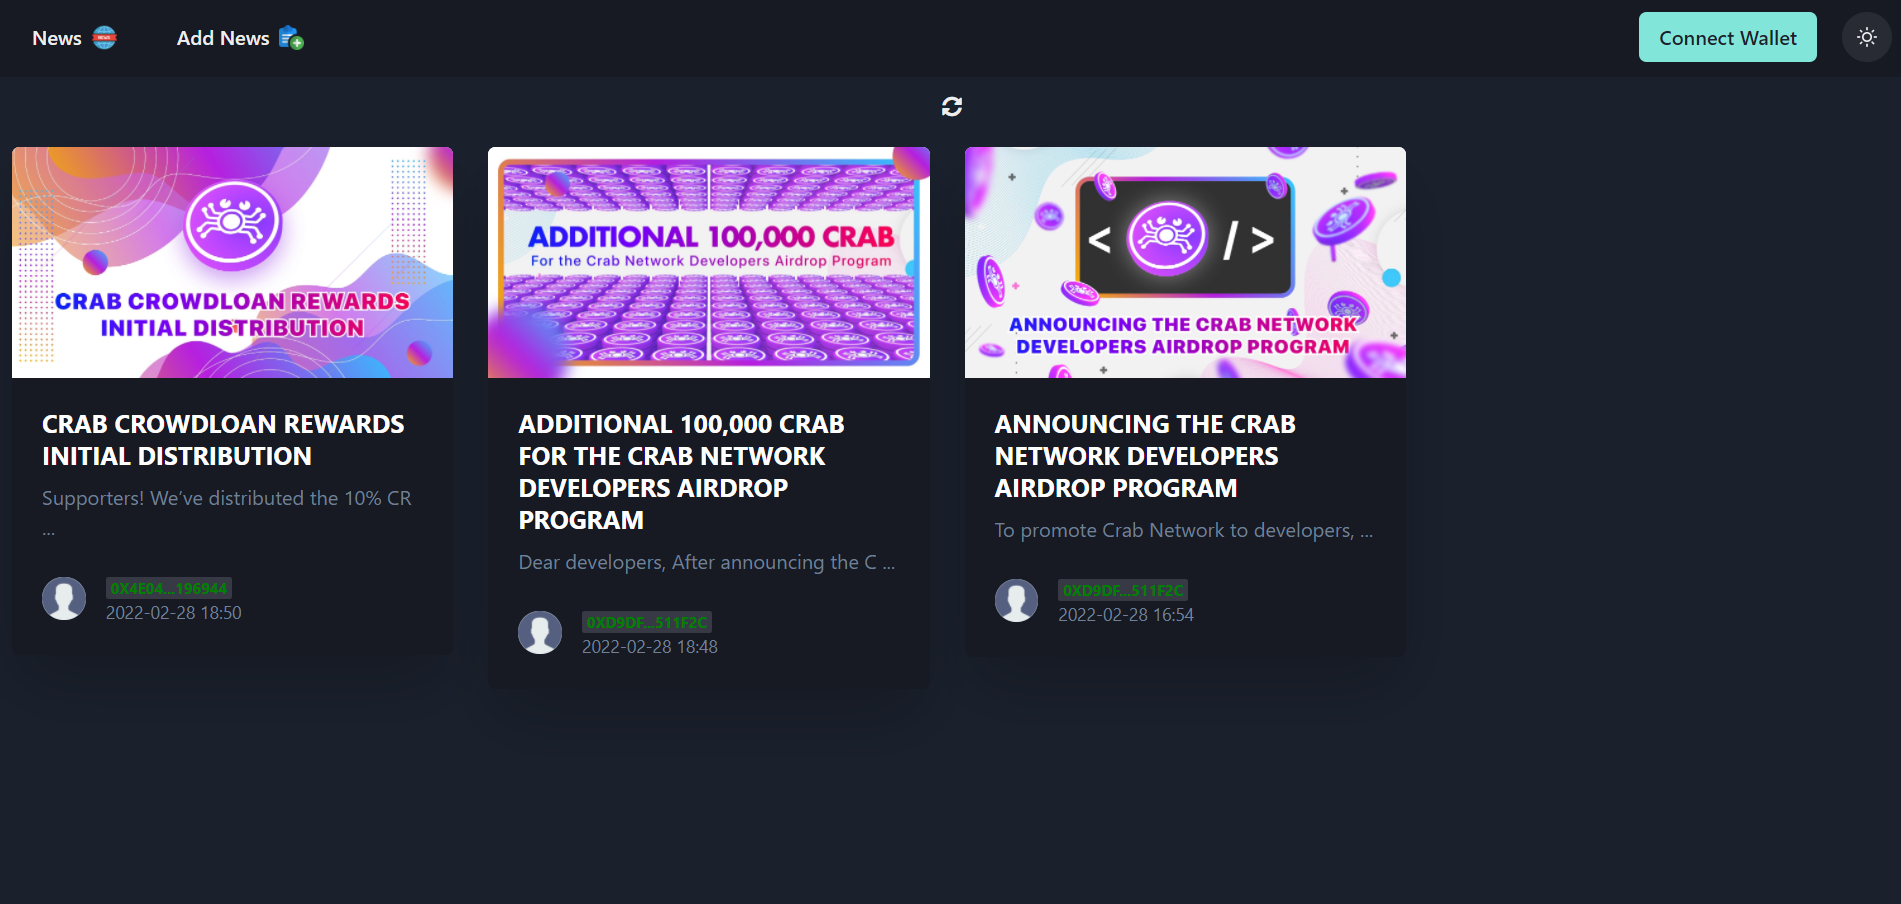 News
Add News
Connect Wallet
CRAB CROWDLOAN REWARDS
INITIAL DISTRIBUTION
CRAB CROWDLOAN REWARDS
INITIAL DISTRIBUTION
Supporters! We’ve distributed the 10% CR
...
0X4E04...196944
2022-02-28 18:50
ADDITIONAL 100,000 CRAB
For the Crab Network Developers Airdrop Program
ADDITIONAL 100,000 CRAB
FOR THE CRAB NETWORK
DEVELOPERS AIRDROP
PROGRAM
Dear developers, After announcing the C ...
0XD9DF...511F2C
2022-02-28 18:48
< / >
ANNOUNCING THE CRAB NETWORK
DEVELOPERS AIRDROP PROGRAM
ANNOUNCING THE CRAB
NETWORK DEVELOPERS
AIRDROP PROGRAM
To promote Crab Network to developers, ...
0XD9DF...511F2C
2022-02-28 16:54